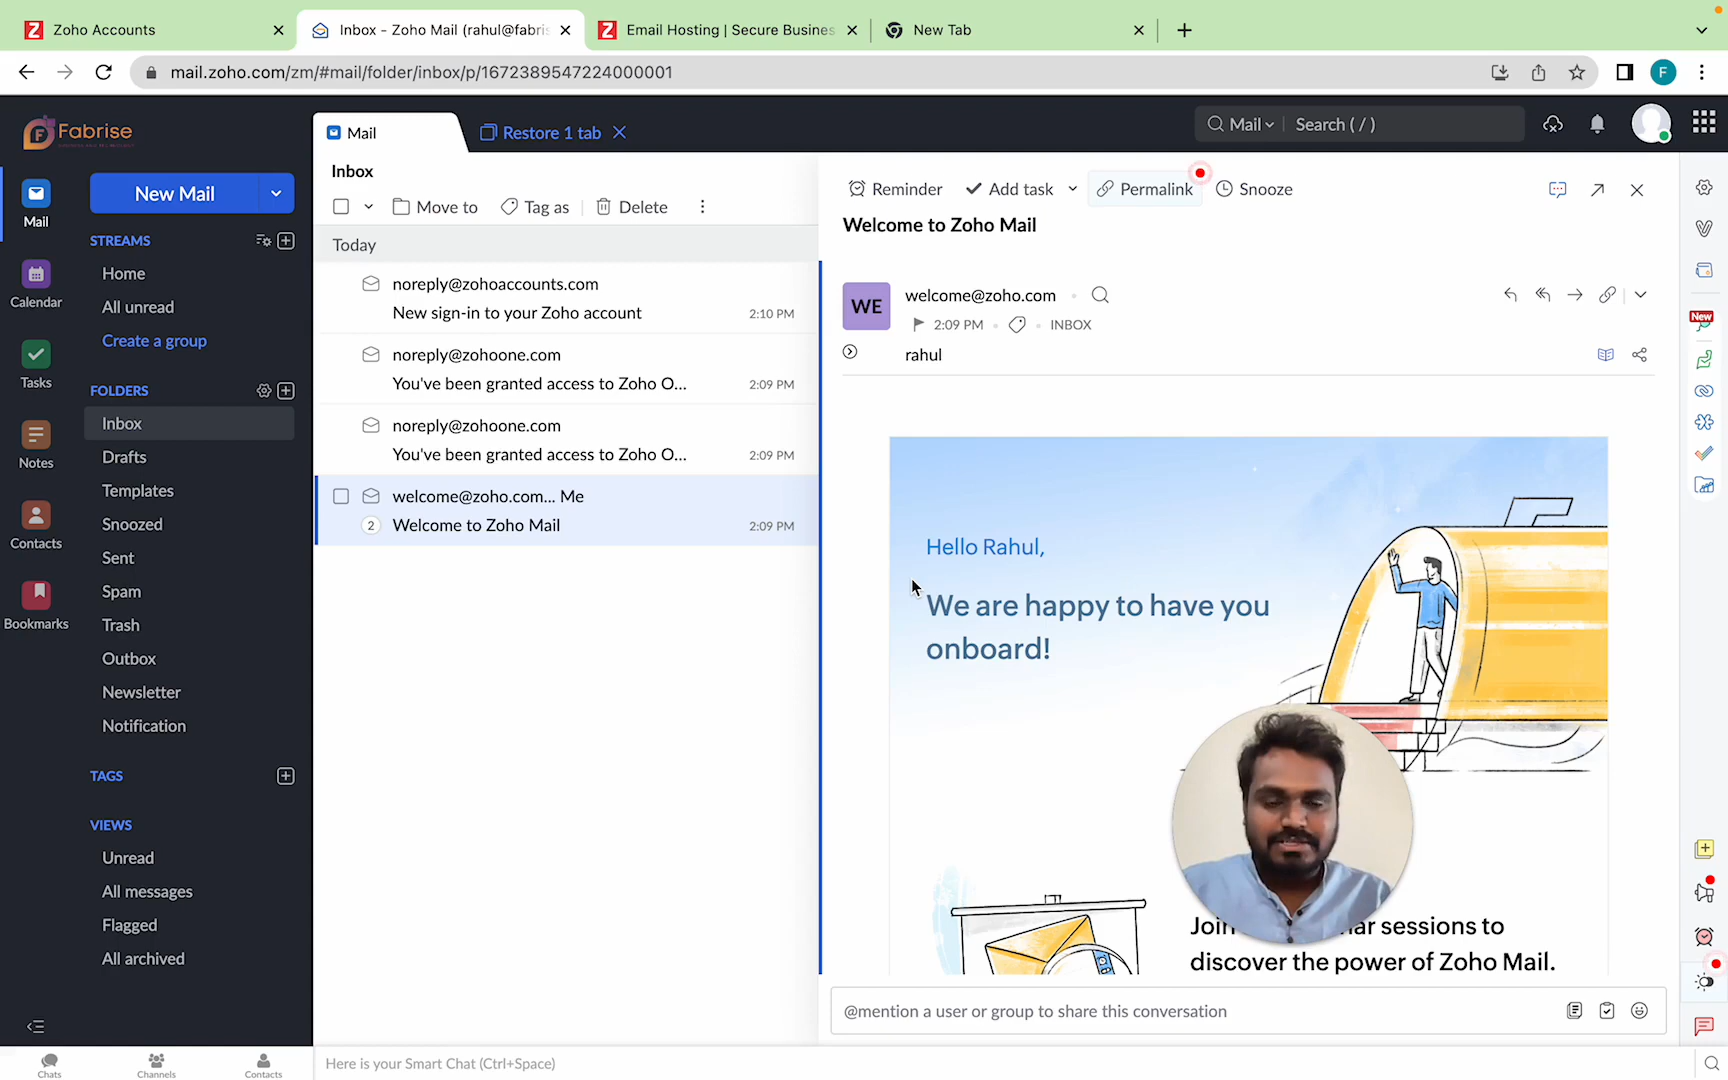 Zoho Accounts
Inbox - Zoho Mail (rahul@fabris
Email Hosting | Secure Busines
New Tab
mail.zoho.com/zm/#mail/folder/inbox/p/1672389547224000001
F
Fabrise
Mail
Restore 1 tab
Mail
Search ( / )
Mail
Calendar
Tasks
Notes
Contacts
Bookmarks
New Mail
STREAMS
Home
All unread
Create a group
FOLDERS
Inbox
Drafts
Templates
Snoozed
Sent
Spam
Trash
Outbox
Newsletter
Notification
TAGS
VIEWS
Unread
All messages
Flagged
All archived
Inbox
Move to
Tag as
Delete
Today
noreply@zohoaccounts.com
New sign-in to your Zoho account 2:10 PM
noreply@zohoone.com
You've been granted access to Zoho O... 2:09 PM
noreply@zohoone.com
You've been granted access to Zoho O... 2:09 PM
welcome@zoho.com... Me
2 Welcome to Zoho Mail 2:09 PM
Reminder
Add task
Permalink
Snooze
Welcome to Zoho Mail
WE
welcome@zoho.com
2:09 PM
INBOX
rahul
Hello Rahul,
We are happy to have you
onboard!
Join ar sessions to
discover the power of Zoho Mail.
@mention a user or group to share this conversation
New
Chats
Channels
Contacts
Here is your Smart Chat (Ctrl+Space)